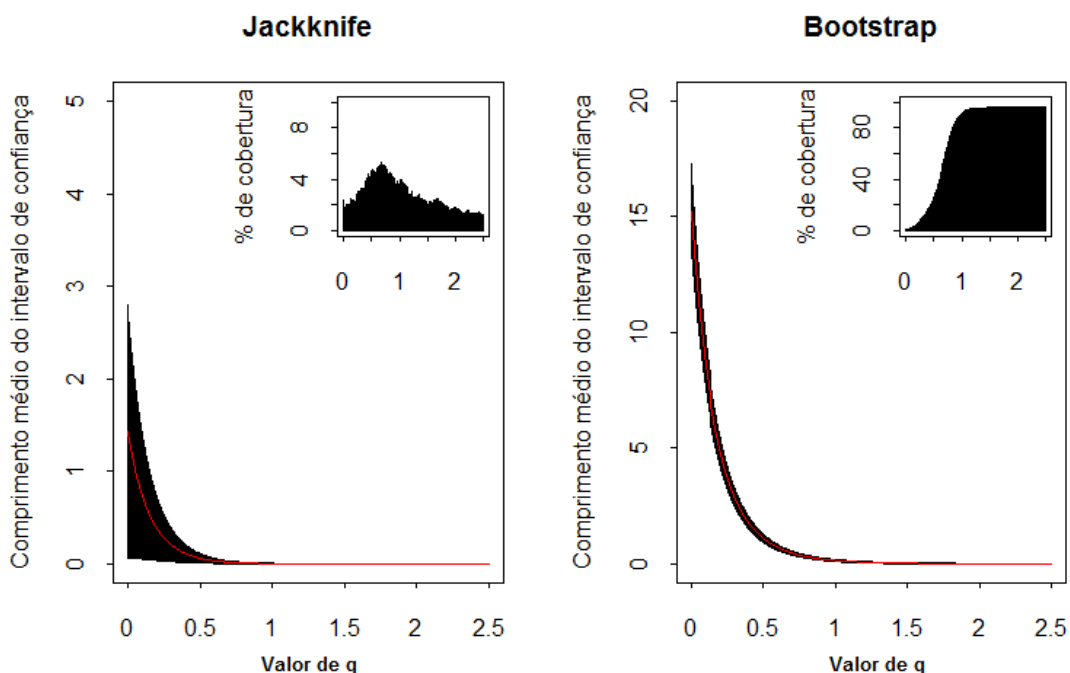 Jackknife
Comprimento médio do intervalo de confiança
5
4
3
2
1
0
% de cobertura
8
4
0
0 1 2
0 0.5 1 1.5 2 2.5
Valor de q
Bootstrap
Comprimento médio do intervalo de confiança
20
15
10
5
0
% de cobertura
80
40
0
0 1 2
0 0.5 1 1.5 2 2.5
Valor de q